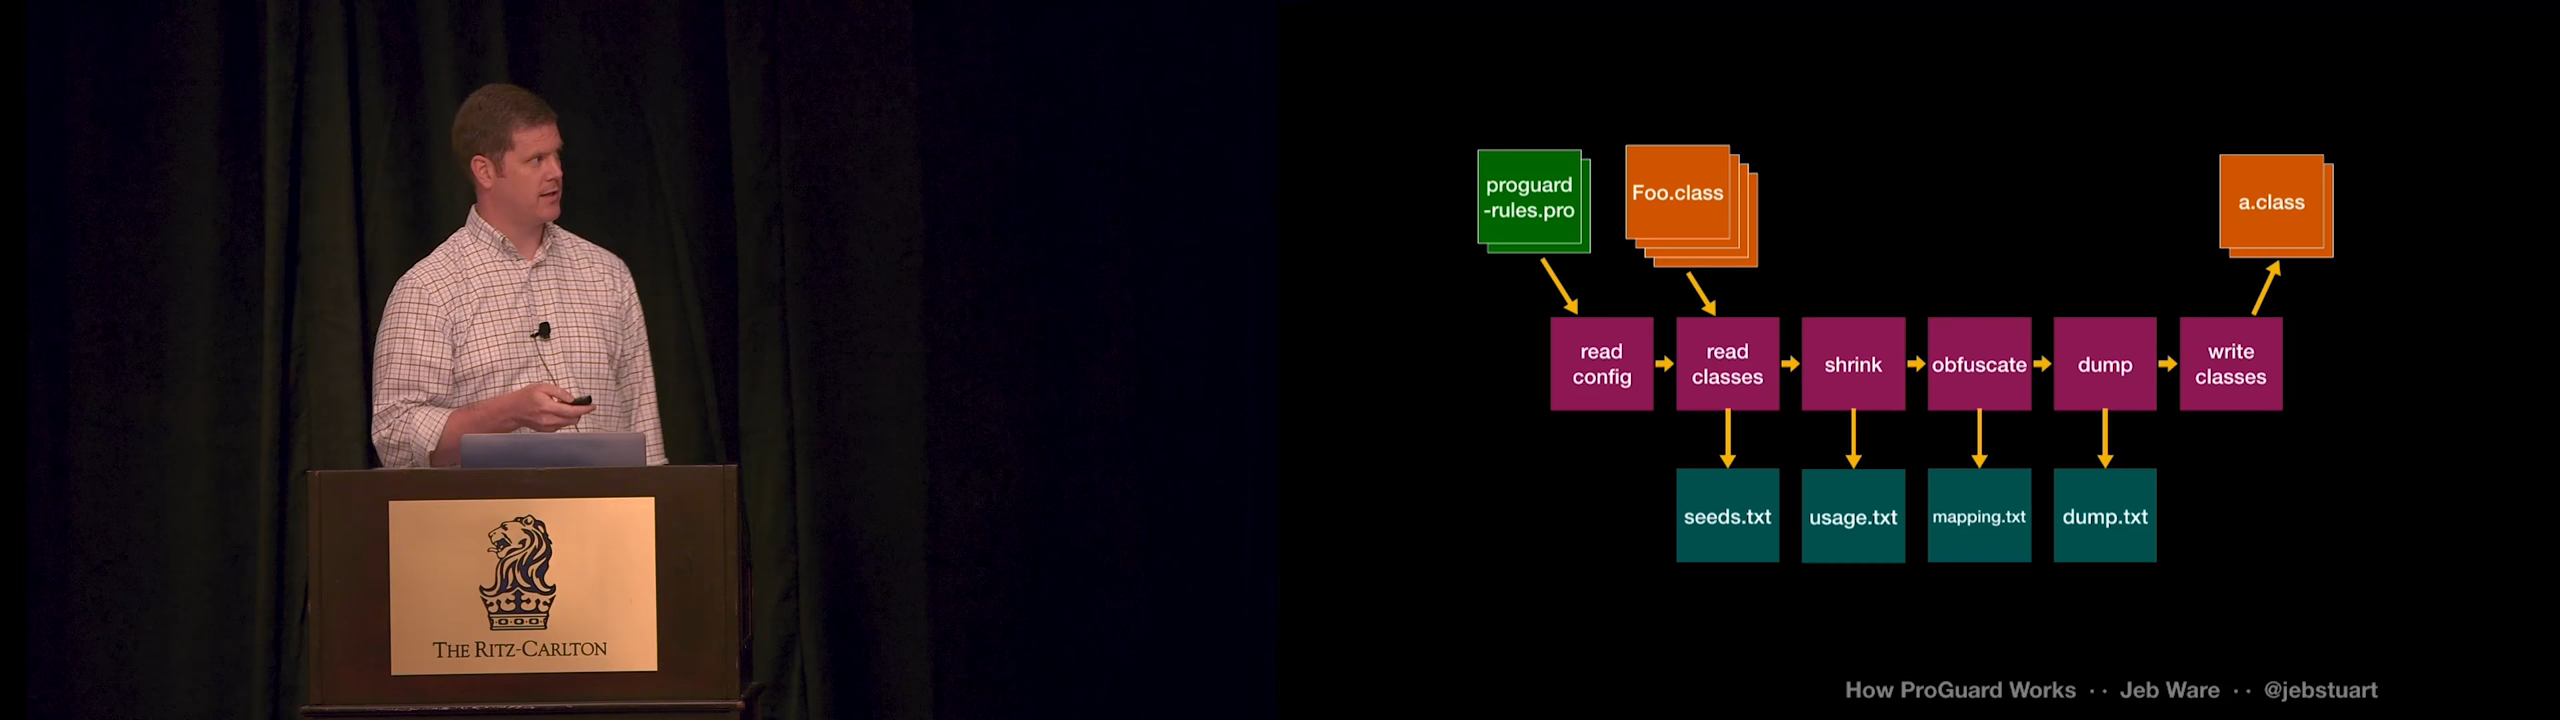 THE RITZ-CARLTON
proguard
-rules.pro
Foo.class
a.class
read
config
read
classes
shrink
obfuscate
dump
write
classes
seeds.txt
usage.txt
mapping.txt
dump.txt
How ProGuard Works ·· Jeb Ware ·· @jebstuart